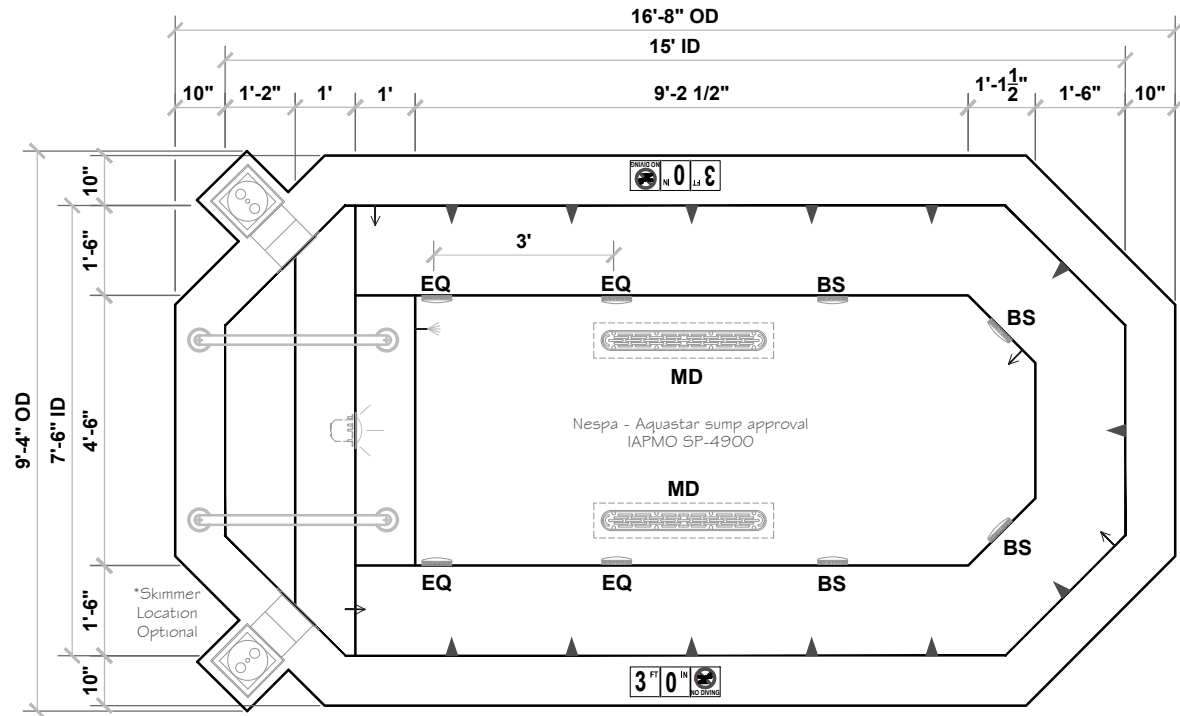 16'-8" OD
15' ID
10" 1'-2" 1' 1' 9'-2 1/2" 1'-1 1/2" 1'-6" 10"
9'-4" OD
7'-6" ID
10"
1'-6"
4'-6"
1'-6"
10"
3 FT 0 IN NO DIVING
3'
EQ EQ BS
BS
MD
Nespa - Aquastar sump approval
IAPMO SP-4900
MD
BS
EQ EQ BS
*Skimmer
Location
Optional
3 FT 0 IN NO DIVING